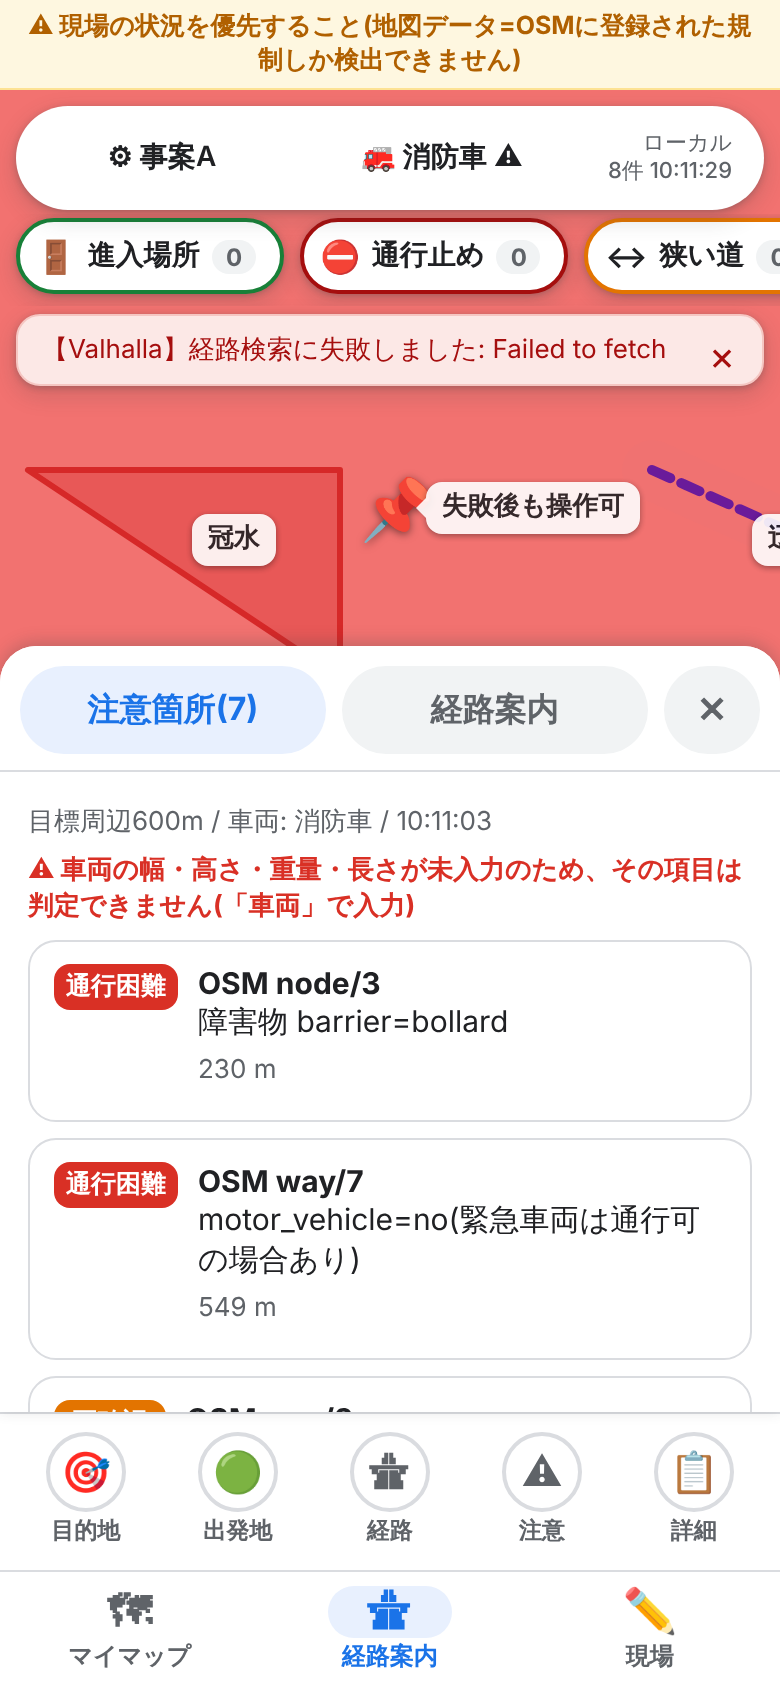 ⚠ 現場の状況を優先すること(地図データ=OSMに登録された規
制しか検出できません)
⚙ 事案A
🚒 消防車 ⚠
ローカル
8件 10:11:29
進入場所 0
通行止め 0
狭い道
【Valhalla】経路検索に失敗しました: Failed to fetch ✕
冠水
失敗後も操作可
注意箇所(7)
経路案内
✕
目標周辺600m / 車両: 消防車 / 10:11:03
⚠ 車両の幅・高さ・重量・長さが未入力のため、その項目は
判定できません(「車両」で入力)
通行困難
OSM node/3
障害物 barrier=bollard
230 m
通行困難
OSM way/7
motor_vehicle=no(緊急車両は通行可
の場合あり)
549 m
目的地
出発地
経路
注意
詳細
マイマップ
経路案内
現場